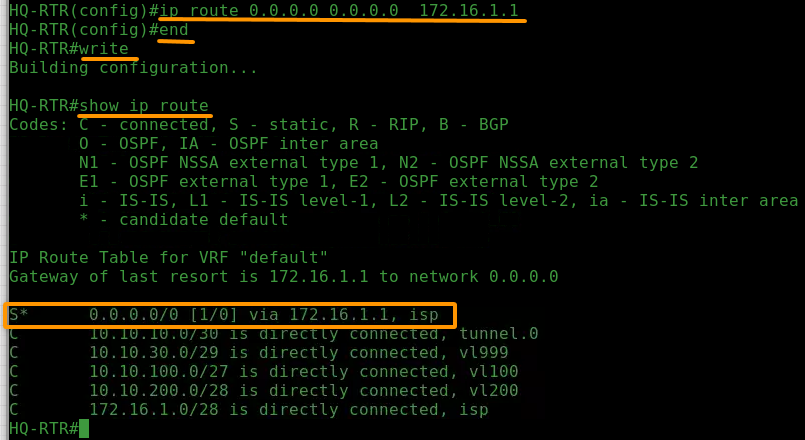 HQ-RTR(config)#ip route 0.0.0.0 0.0.0.0  172.16.1.1
HQ-RTR(config)#end
HQ-RTR#write
Building configuration...
HQ-RTR#show ip route
Codes: C - connected, S - static, R - RIP, B - BGP
       O - OSPF, IA - OSPF inter area
       N1 - OSPF NSSA external type 1, N2 - OSPF NSSA external type 2
       E1 - OSPF external type 1, E2 - OSPF external type 2
       i - IS-IS, L1 - IS-IS level-1, L2 - IS-IS level-2, ia - IS-IS inter area
       * - candidate default
IP Route Table for VRF "default"
Gateway of last resort is 172.16.1.1 to network 0.0.0.0
S*      0.0.0.0/0 [1/0] via 172.16.1.1, isp
C       10.10.10.0/30 is directly connected, tunnel.0
C       10.10.30.0/29 is directly connected, vl999
C       10.10.100.0/27 is directly connected, vl100
C       10.10.200.0/28 is directly connected, vl200
C       172.16.1.0/28 is directly connected, isp
HQ-RTR#